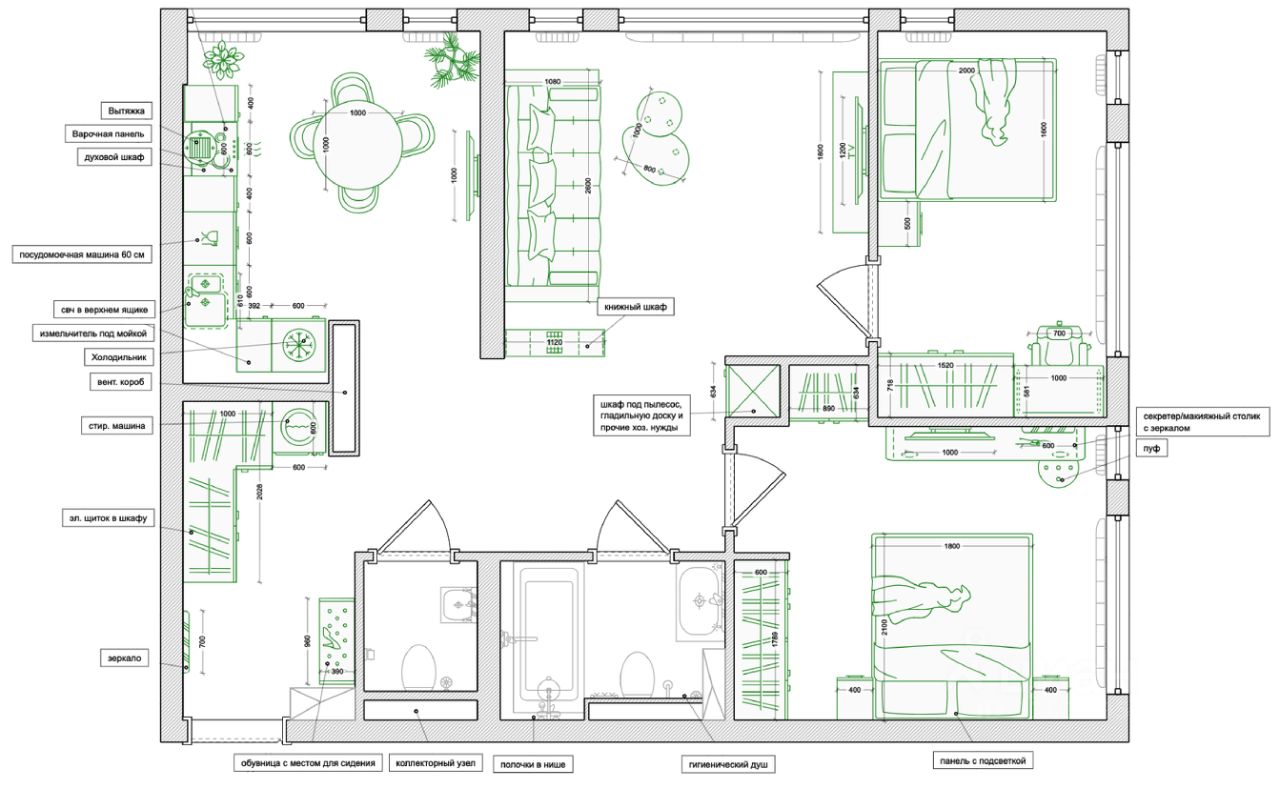 Вытяжка
Варочная панель
духовой шкаф
посудомоечная машина 60 см
свч в верхнем ящике
измельчитель под мойкой
Холодильник
вент. короб
стир. машина
эл. щиток в шкафу
зеркало
400
600
600
400
600
600
610
392
600
1000
1000
1000
1080
2600
1120
книжный шкаф
1000
800
1800
1200
TV
2000
1600
500
700
1520
718
581
1000
634
890
634
шкаф под пылесос,
гладильную доску и
прочие хоз. нужды
секретер/макияжный столик
с зеркалом
пуф
600
1000
1000
600
600
2028
700
960
390
600
1789
1800
2100
400
400
обувница с местом для сидения
коллекторный узел
полочки в нише
гигиенический душ
панель с подсветкой